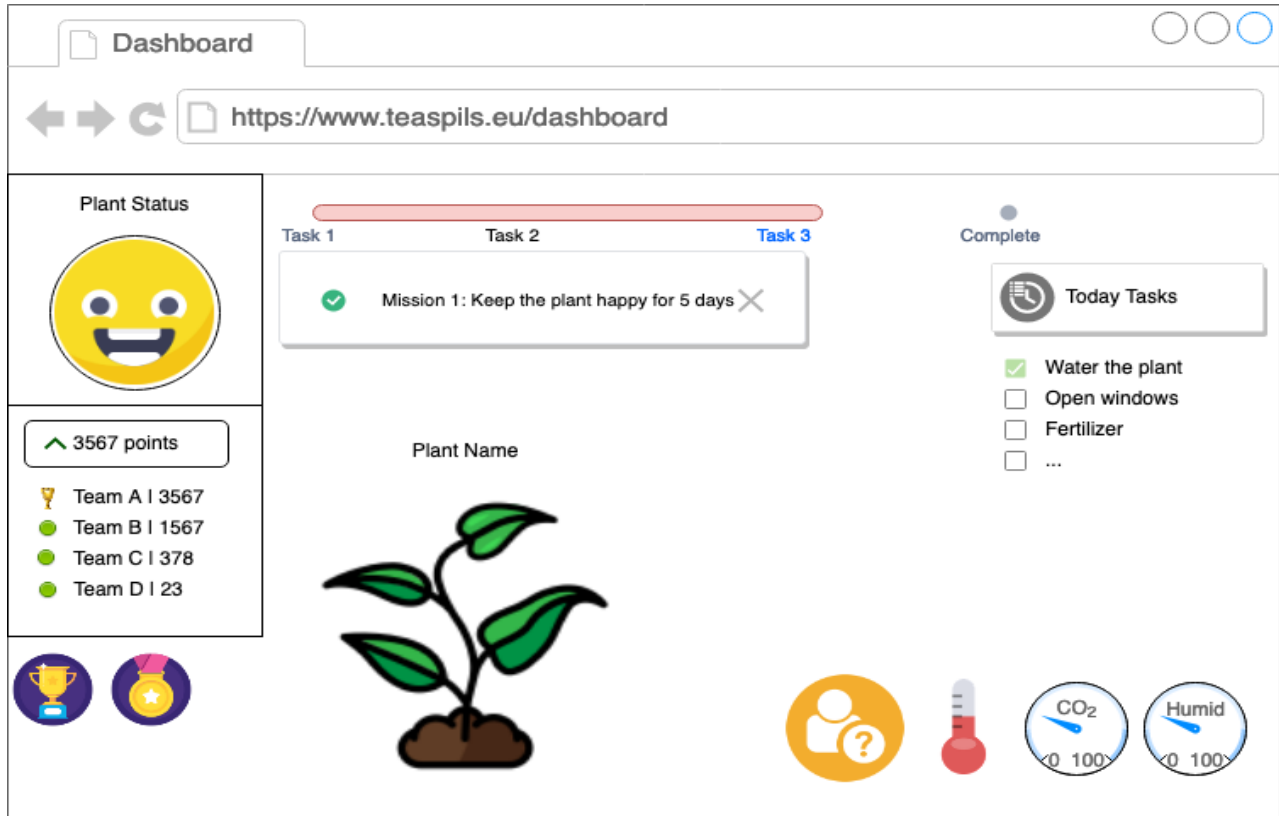 Dashboard
https://www.teaspils.eu/dashboard
Plant Status
Task 1
Task 2
Task 3
Complete
Mission 1: Keep the plant happy for 5 days
Today Tasks
Water the plant
Open windows
Fertilizer
...
3567 points
Team A | 3567
Team B | 1567
Team C | 378
Team D | 23
Plant Name
?
CO₂
0 100
Humid
0 100